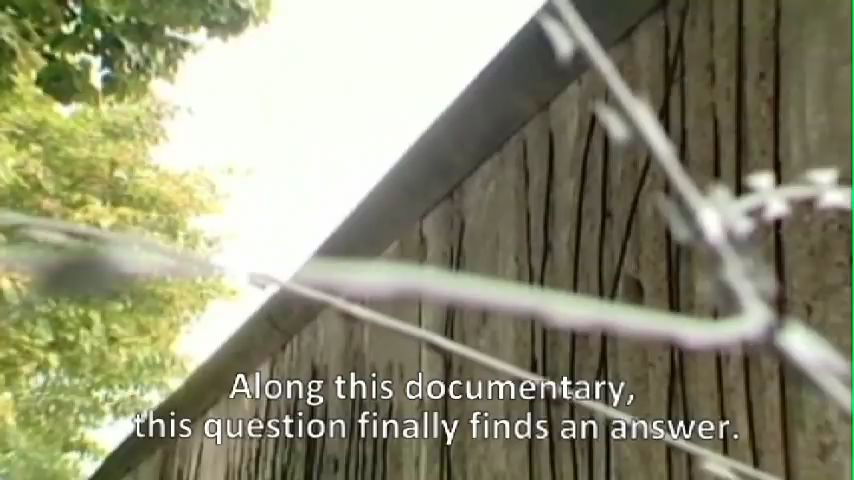 Along this documentary,
this question finally finds an answer.